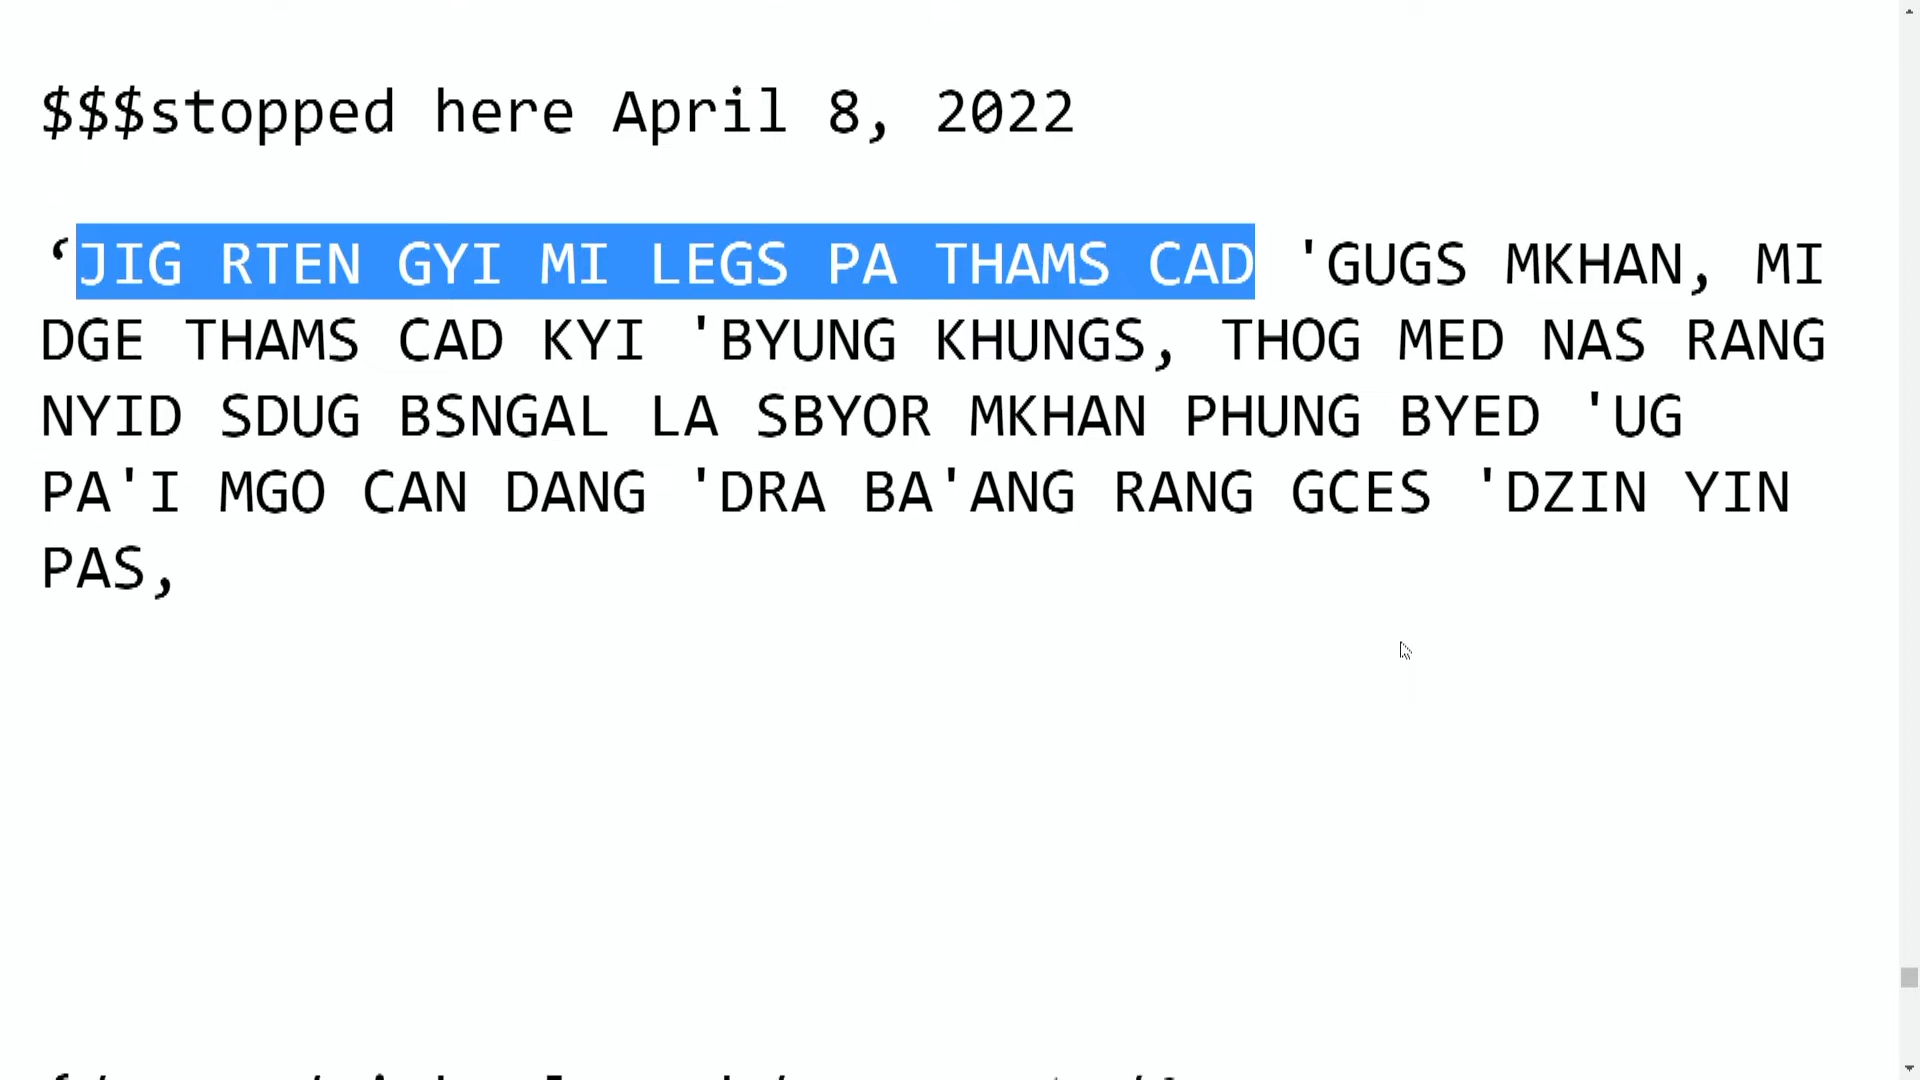 $$$stopped here April 8, 2022
‘JIG RTEN GYI MI LEGS PA THAMS CAD 'GUGS MKHAN, MI
DGE THAMS CAD KYI 'BYUNG KHUNGS, THOG MED NAS RANG
NYID SDUG BSNGAL LA SBYOR MKHAN PHUNG BYED 'UG
PA'I MGO CAN DANG 'DRA BA'ANG RANG GCES 'DZIN YIN
PAS,